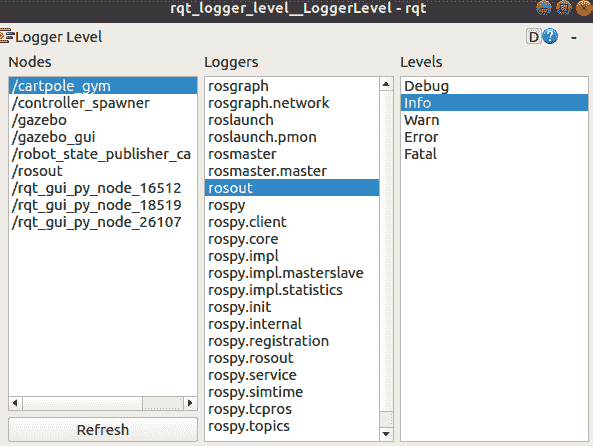 rqt_logger_level__LoggerLevel - rqt
Logger Level
D
?
-
Nodes
/cartpole_gym
/controller_spawner
/gazebo
/gazebo_gui
/robot_state_publisher_ca
/rosout
/rqt_gui_py_node_16512
/rqt_gui_py_node_18519
/rqt_gui_py_node_26107
Refresh
Loggers
rosgraph
rosgraph.network
roslaunch
roslaunch.pmon
rosmaster
rosmaster.master
rosout
rospy
rospy.client
rospy.core
rospy.impl
rospy.impl.masterslave
rospy.impl.statistics
rospy.init
rospy.internal
rospy.registration
rospy.rosout
rospy.service
rospy.simtime
rospy.tcpros
rospy.topics
Levels
Debug
Info
Warn
Error
Fatal